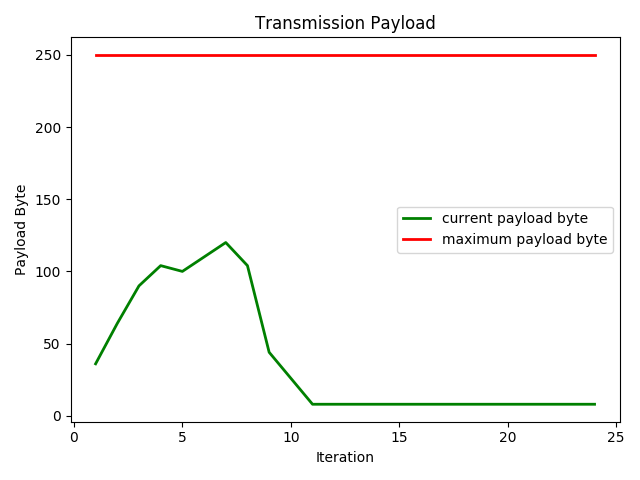 Transmission Payload
250
200
150
100
50
0
Payload Byte
current payload byte
maximum payload byte
0 5 10 15 20 25
Iteration